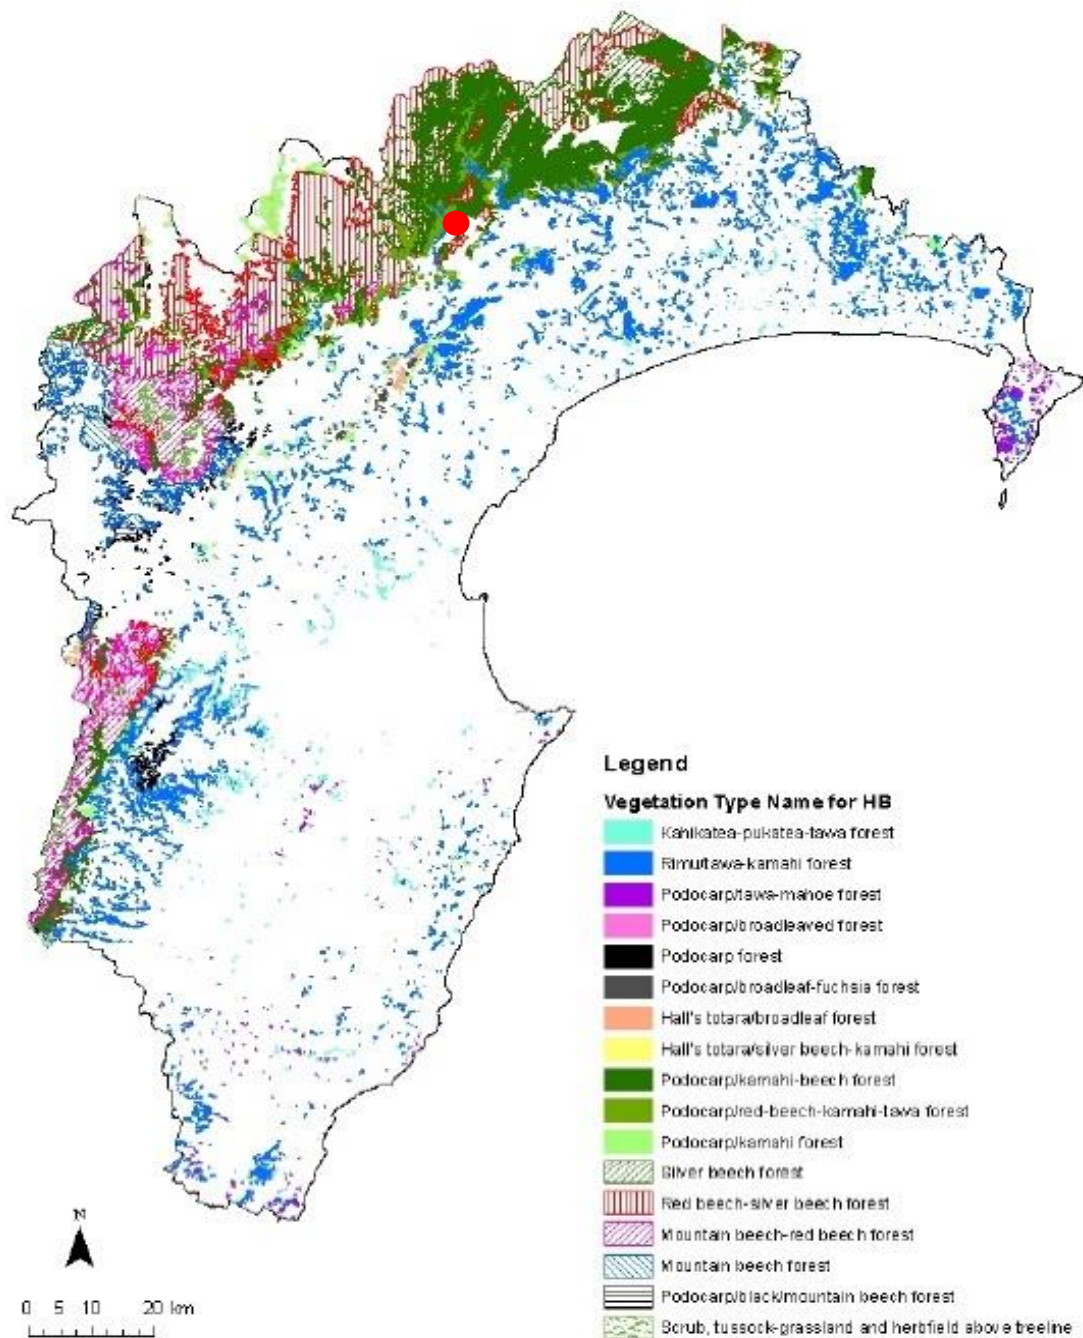 Legend
Vegetation Type Name for HB
Kahikatea-pukatea-tawa forest
Rimu/tawa-kamahi forest
Podocarp/tawa-mahoe forest
Podocarp/broadleaved forest
Podocarp forest
Podocarp/broadleaf-fuchsia forest
Hall's totara/broadleaf forest
Hall's totara/silver beech-kamahi forest
Podocarp/kamahi-beech forest
Podocarp/red-beech-kamahi-tawa forest
Podocarp/kamahi forest
Silver beech forest
Red beech-silver beech forest
Mountain beech-red beech forest
Mountain beech forest
Podocarp/black/mountain beech forest
Scrub, tussock-grassland and herbfield above treeline
N
0 5 10 20 km